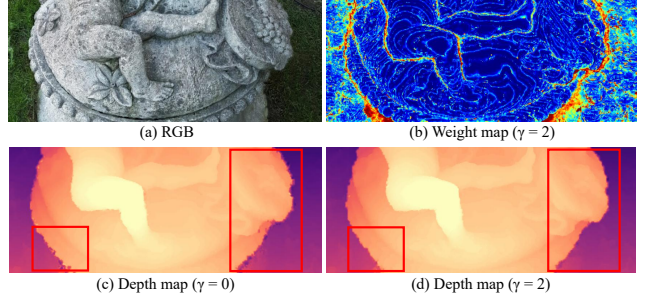 (a) RGB
(b) Weight map (γ = 2)
(c) Depth map (γ = 0)
(d) Depth map (γ = 2)